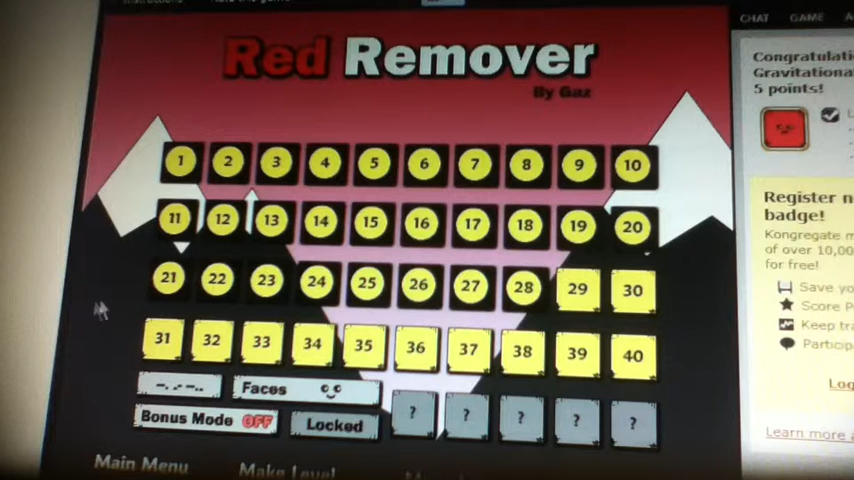 CHAT GAME
Red Remover
By Gaz
Congratulati
Gravitationa
5 points!
1 2 3 4 5 6 7 8 9 10
11 12 13 14 15 16 17 18 19 20
21 22 23 24 25 26 27 28 29 30
31 32 33 34 35 36 37 38 39 40
-.. .- -..
Faces
Bonus Mode OFF
Locked
? ? ? ? ?
Main Menu
Make Level
Register n
badge!
Kongregate m
of over 10,00
for free!
Save yo
Score P
Keep tra
Particip
Log
Learn more a